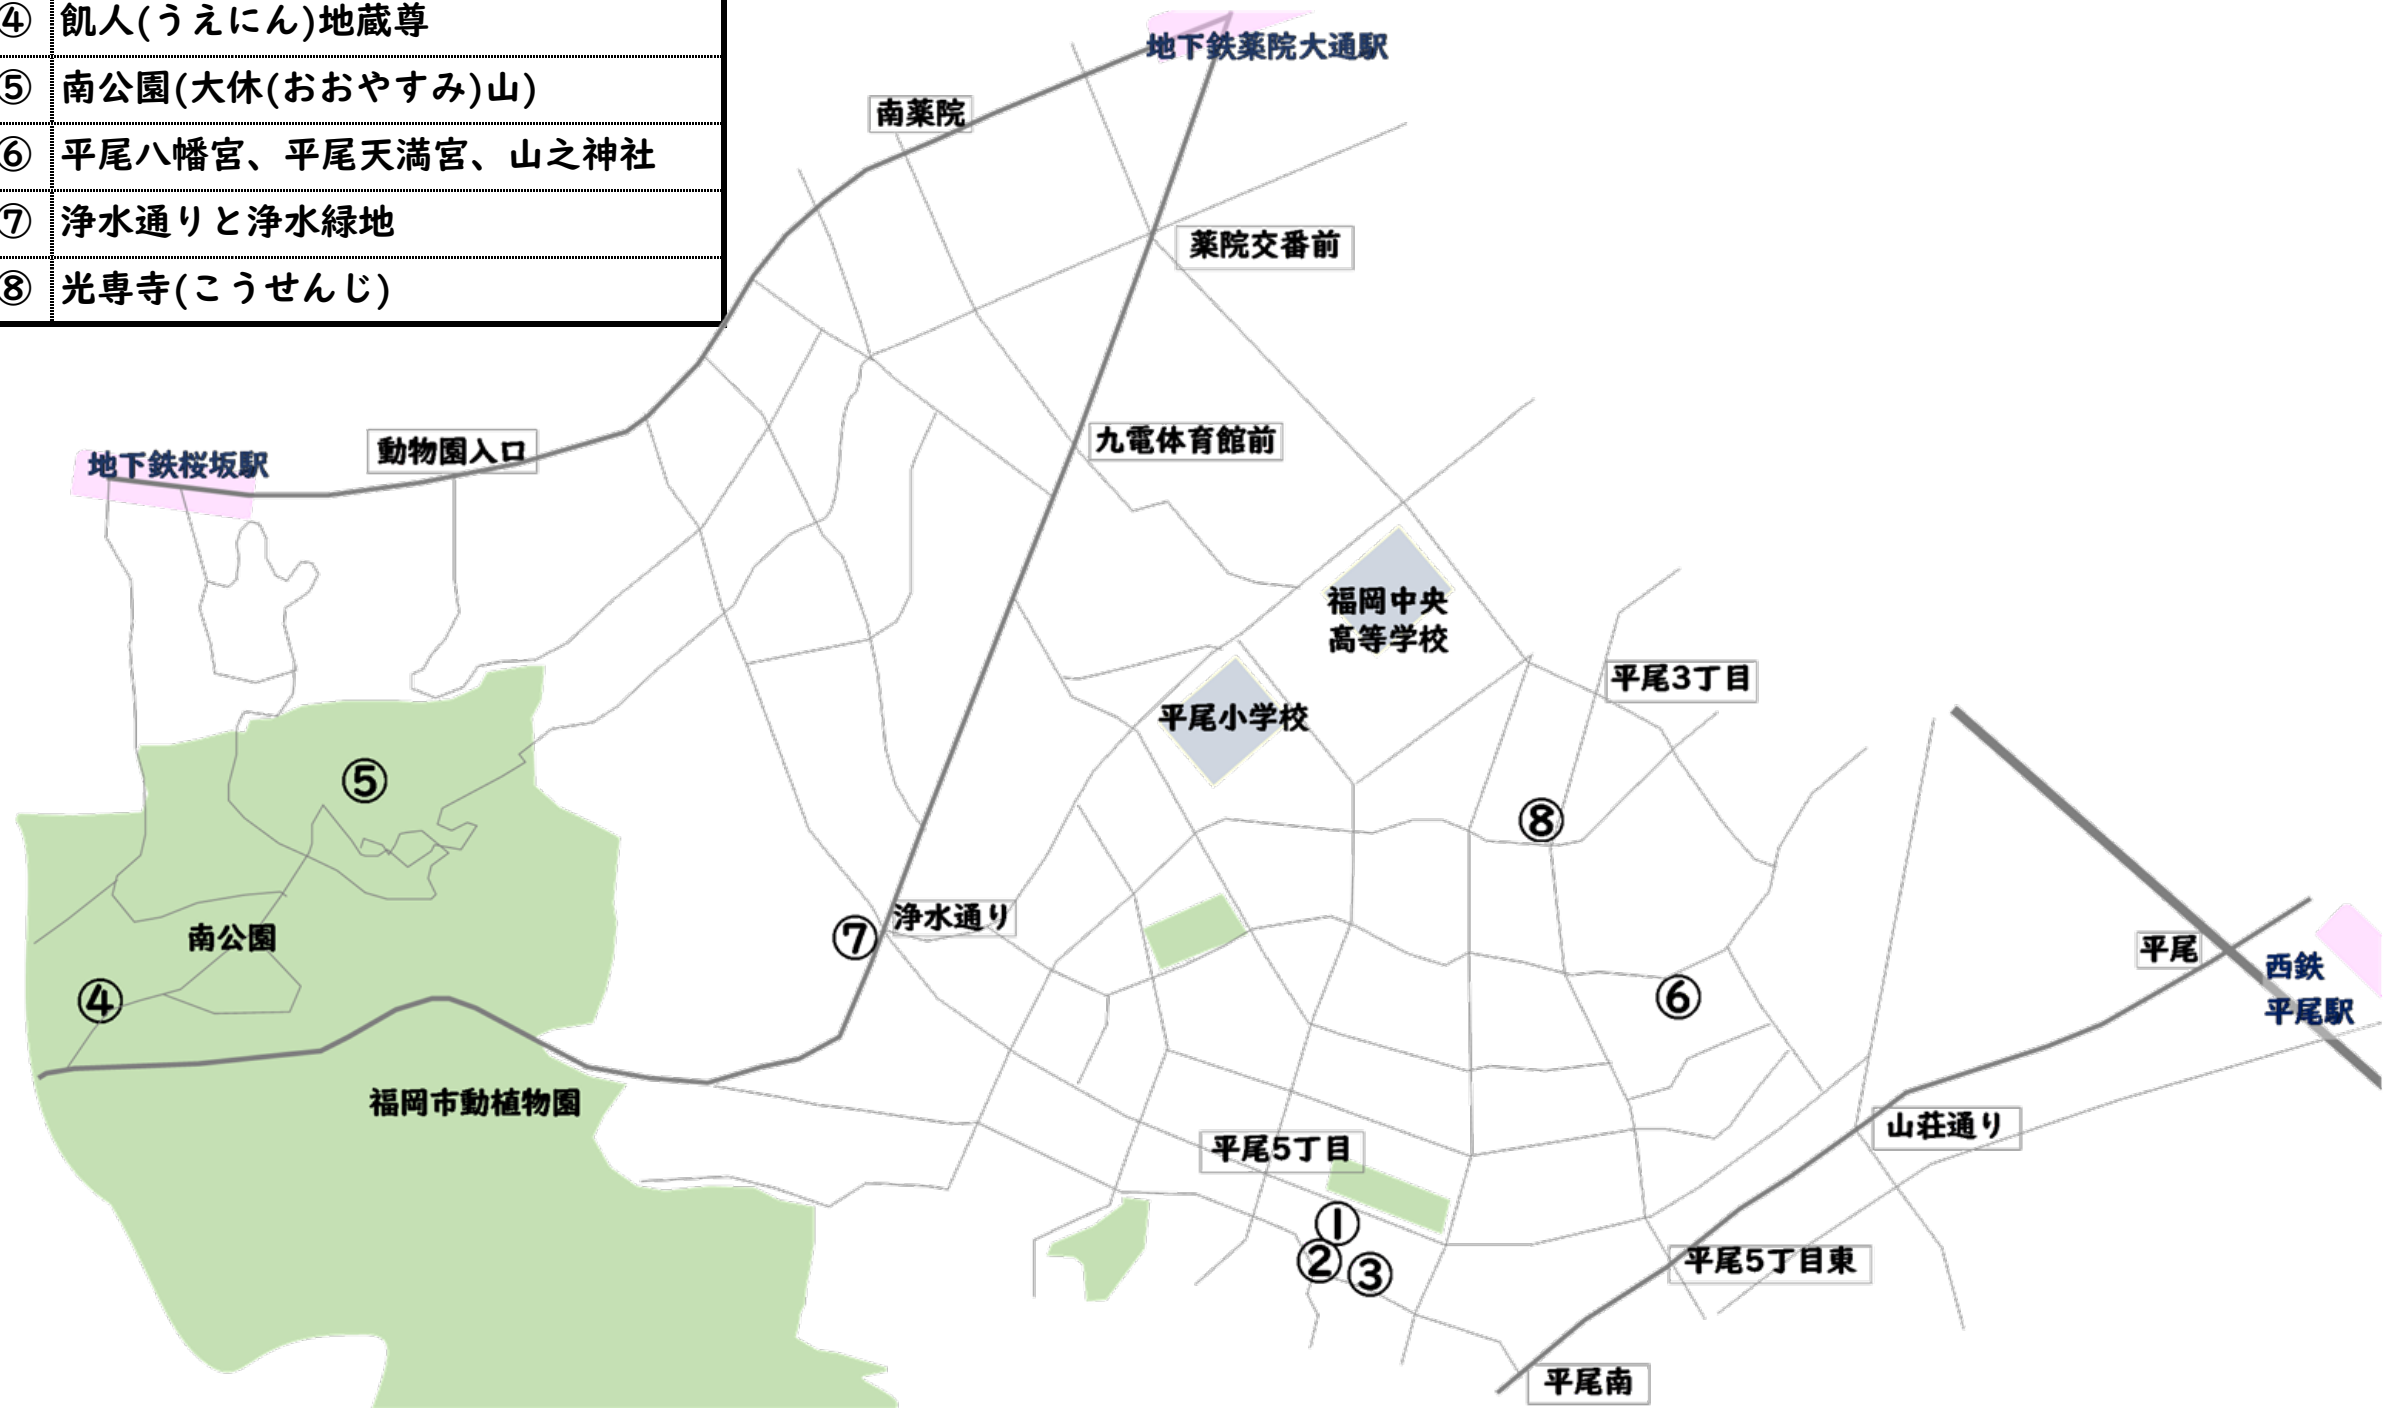 ④ 飢人(うえにん)地蔵尊
⑤ 南公園(大休(おおやすみ)山)
⑥ 平尾八幡宮、平尾天満宮、山之神社
⑦ 浄水通りと浄水緑地
⑧ 光専寺(こうせんじ)
地下鉄薬院大通駅
南薬院
薬院交番前
九電体育館前
動物園入口
地下鉄桜坂駅
福岡中央
高等学校
平尾3丁目
平尾小学校
⑤
⑧
浄水通り
⑦
南公園
④
⑥
平尾
西鉄
平尾駅
福岡市動植物園
山荘通り
平尾5丁目
①
②
③
平尾5丁目東
平尾南